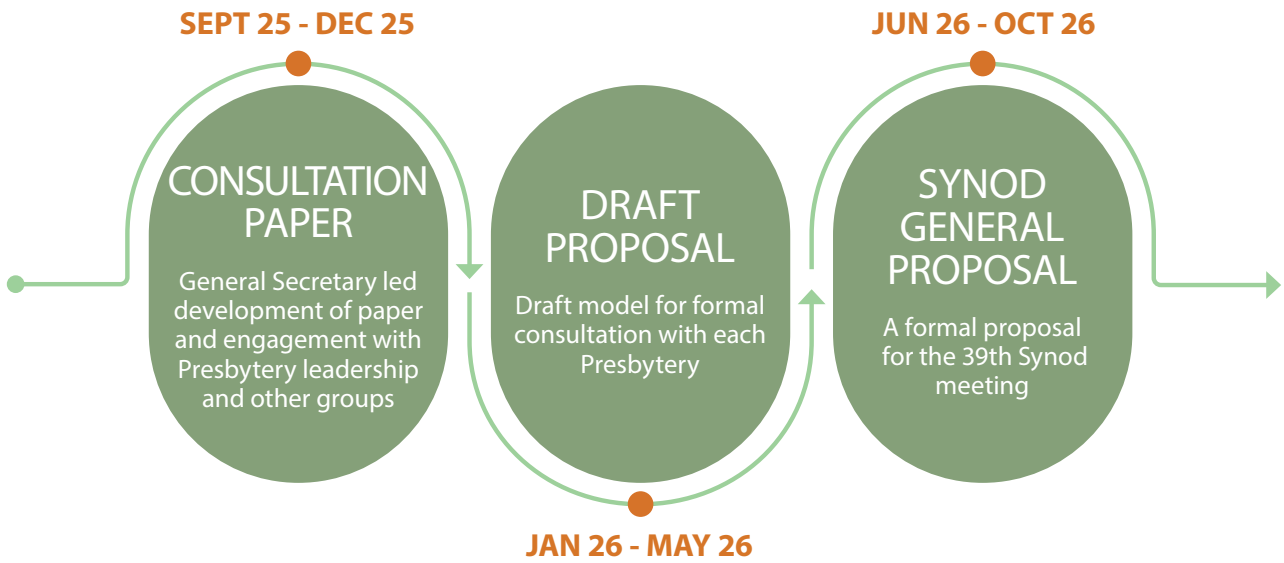 SEPT 25 - DEC 25
CONSULTATION
PAPER
General Secretary led
development of paper
and engagement with
Presbytery leadership
and other groups
DRAFT
PROPOSAL
Draft model for formal
consultation with each
Presbytery
JAN 26 - MAY 26
JUN 26 - OCT 26
SYNOD
GENERAL
PROPOSAL
A formal proposal
for the 39th Synod
meeting